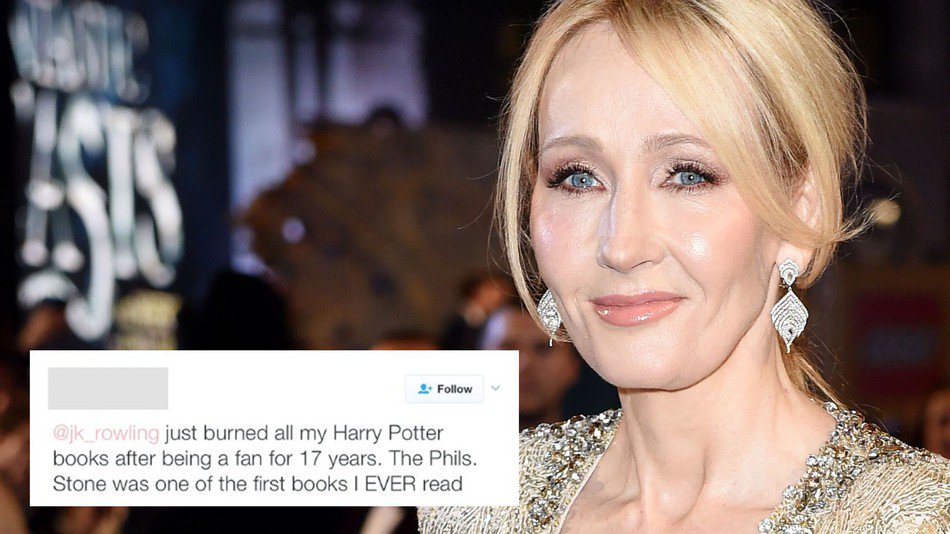 Follow
@jk_rowling just burned all my Harry Potter
books after being a fan for 17 years. The Phils.
Stone was one of the first books I EVER read